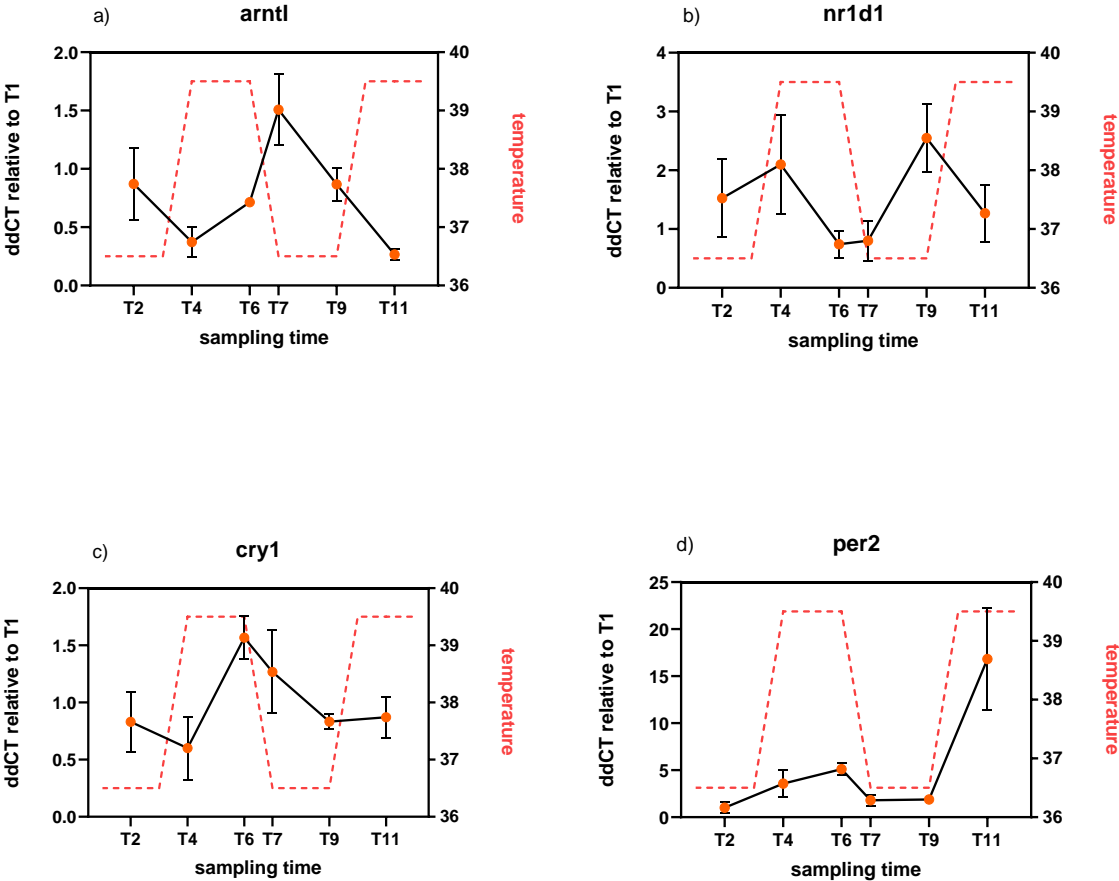 a)
arntl
2.0
1.5
1.0
0.5
0.0
40
39
38
37
36
ddCT relative to T1
temperature
T2 T4 T6 T7 T9 T11
sampling time
b)
nr1d1
4
3
2
1
0
40
39
38
37
36
ddCT relative to T1
temperature
T2 T4 T6 T7 T9 T11
sampling time
c)
cry1
2.0
1.5
1.0
0.5
0.0
40
39
38
37
36
ddCT relative to T1
temperature
T2 T4 T6 T7 T9 T11
sampling time
d)
per2
25
20
15
10
5
0
40
39
38
37
36
ddCT relative to T1
temperature
T2 T4 T6 T7 T9 T11
sampling time